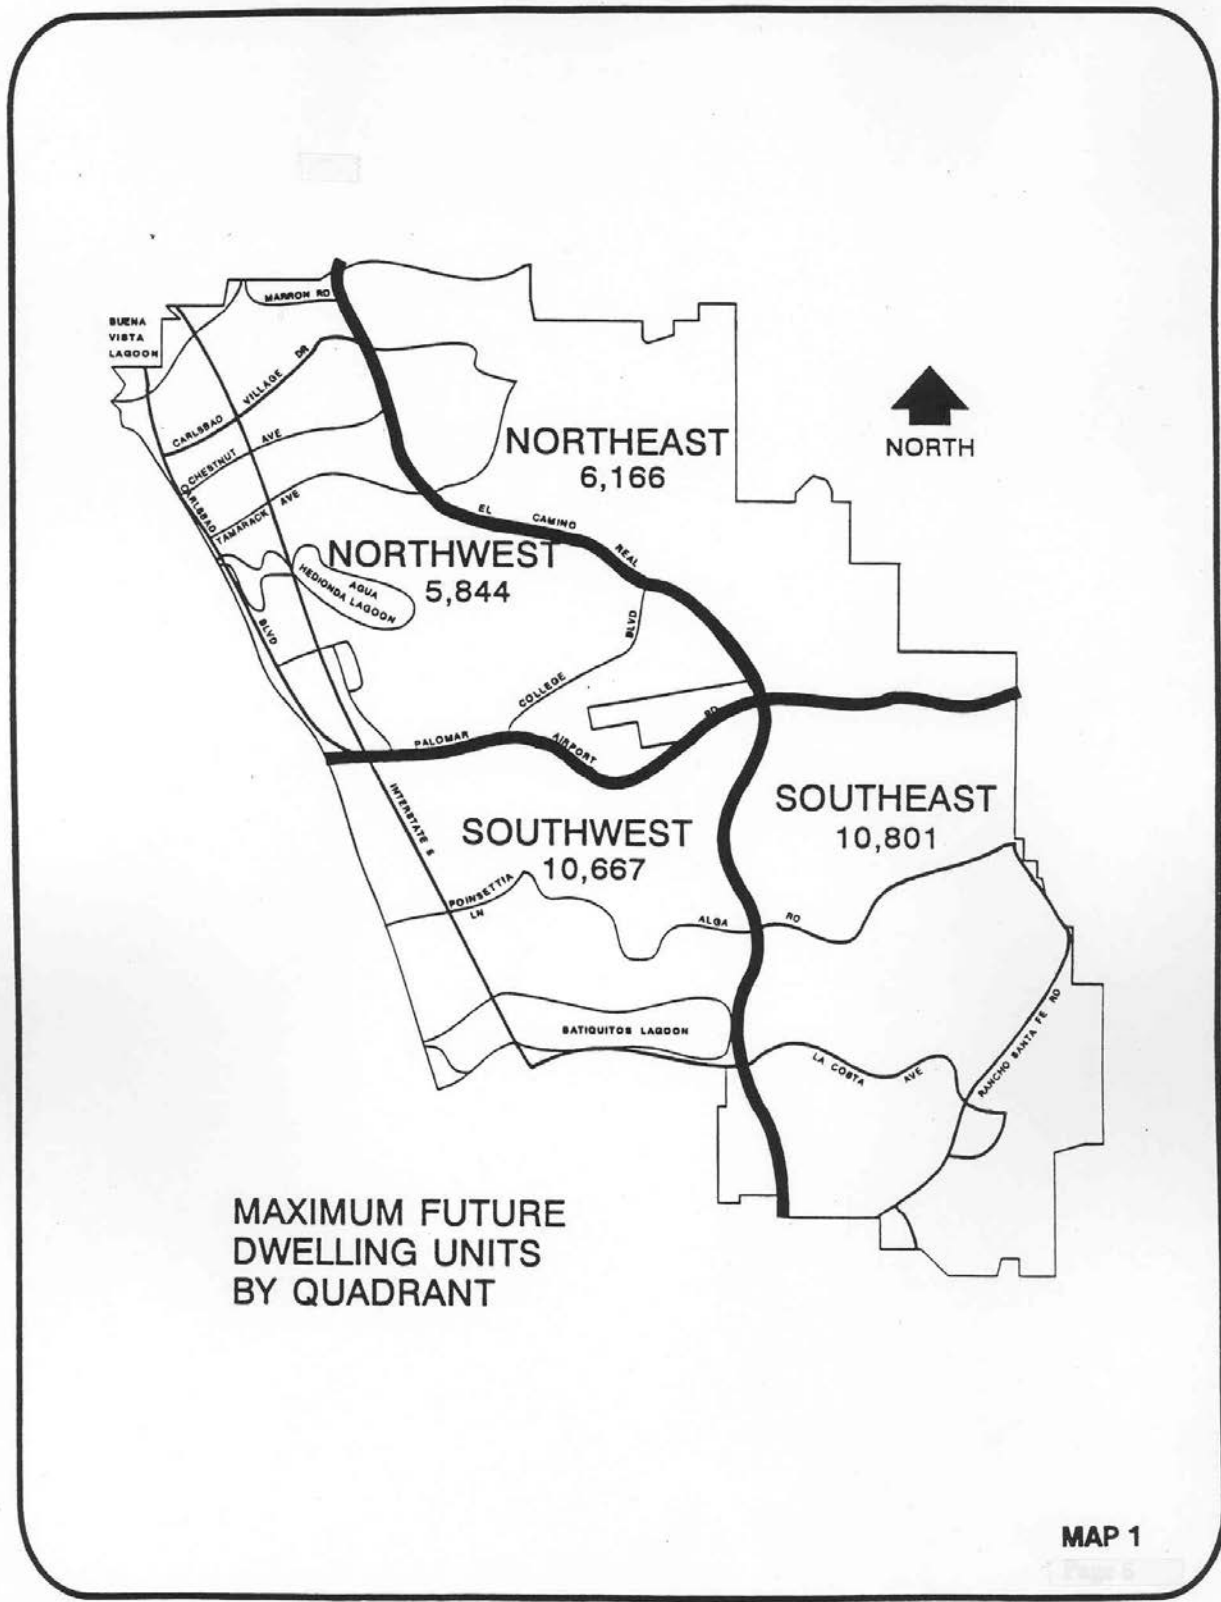 MARRON RD
BUENA
VISTA
LAGOON
CARLSBAD VILLAGE DR
CHESTNUT AVE
TAMARACK AVE
CARLSBAD BLVD
NORTHEAST
6,166
NORTH
EL CAMINO REAL
NORTHWEST
5,844
AGUA
HEDIONDA LAGOON
COLLEGE BLVD
PALOMAR AIRPORT RD
INTERSTATE 5
SOUTHWEST
10,667
SOUTHEAST
10,801
POINSETTIA
LN
ALGA RD
BATIQUITOS LAGOON
LA COSTA AVE
RANCHO SANTA FE RD
MAXIMUM FUTURE
DWELLING UNITS
BY QUADRANT
MAP 1
Page 6